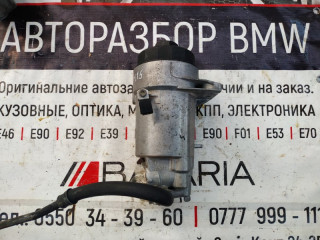 АВТОРАЗБОР BMW
Оригинальние автоза и на заказ.
КУЗОВНЫЕ, ОПТИКА, М КПП, ЭЛЕКТРОНИКА
E46 | E90 | E92 | E39 E90 | F01 | E53 | E70
BAVARIA
0550 34-39-60 0777 999-11